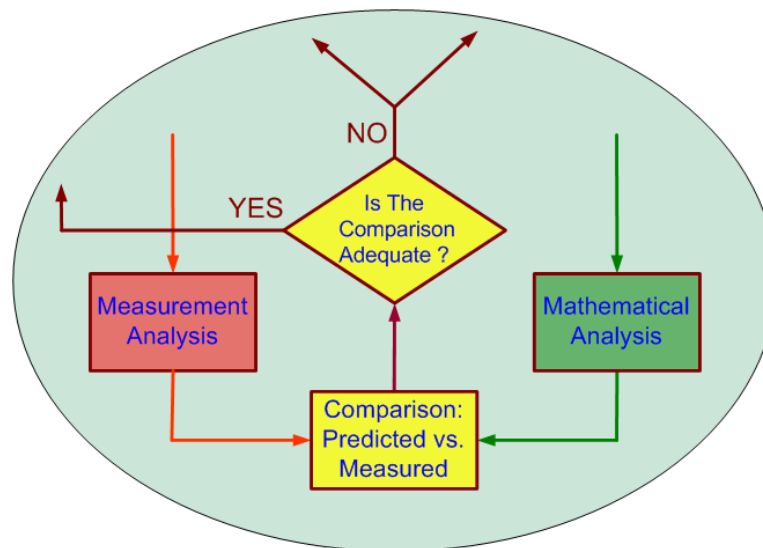 NO
YES
Is The
Comparison
Adequate ?
Measurement
Analysis
Mathematical
Analysis
Comparison:
Predicted vs.
Measured